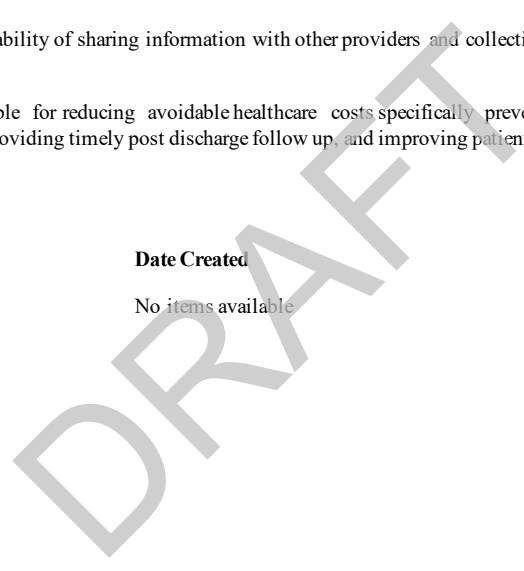 ability of sharing information with other providers and collecti
ble for reducing avoidable healthcare costs specifically preve
oviding timely post discharge follow up, and improving patien
Date Created
No items available
DRAFT